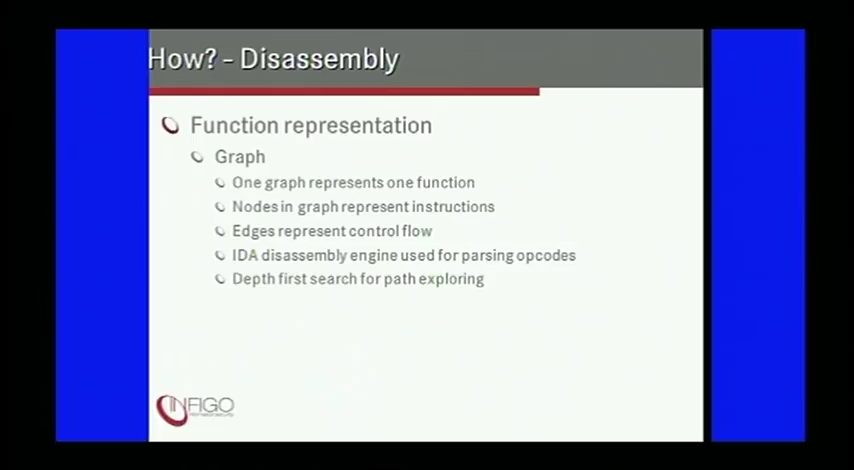 How? - Disassembly
Function representation
Graph
One graph represents one function
Nodes in graph represent instructions
Edges represent control flow
IDA disassembly engine used for parsing opcodes
Depth first search for path exploring
INFIGO